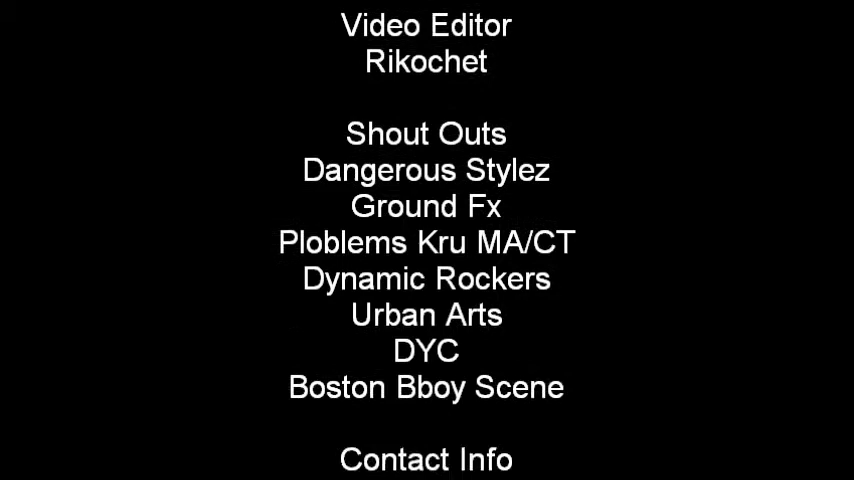 Video Editor
Rikochet
Shout Outs
Dangerous Stylez
Ground Fx
Ploblems Kru MA/CT
Dynamic Rockers
Urban Arts
DYC
Boston Bboy Scene
Contact Info